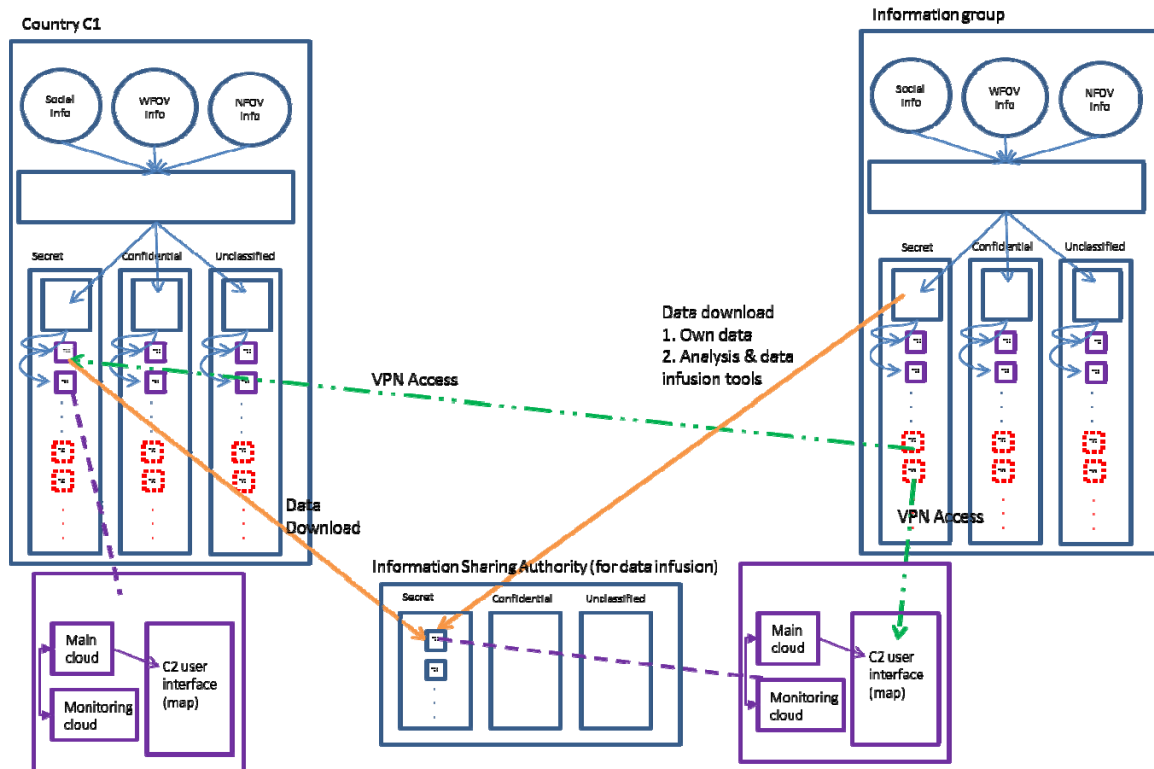 Country C1
Information group
Social
Info
WFOV
Info
NFOV
Info
Social
Info
WFOV
Info
NFOV
Info
Secret
Confidential
Unclassified
Secret
Confidential
Unclassified
Data download
1. Own data
2. Analysis & data
infusion tools
VPN Access
Data
Download
VPN Access
Information Sharing Authority (for data infusion)
Secret
Confidential
Unclassified
Main
cloud
C2 user
interface
(map)
Monitoring
cloud
Main
cloud
C2 user
interface
(map)
Monitoring
cloud